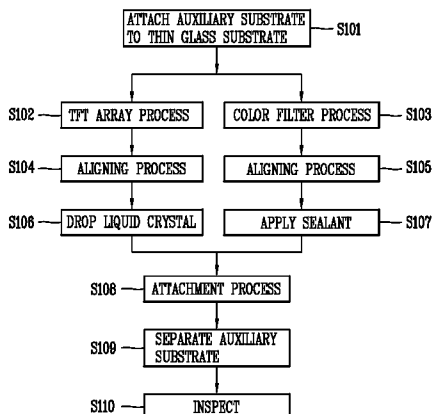 ATTACH AUXILIARY SUBSTRATE
TO THIN GLASS SUBSTRATE
S101
S102
TFT ARRAY PROCESS
COLOR FILTER PROCESS
S103
S104
ALIGNING PROCESS
ALIGNING PROCESS
S105
S106
DROP LIQUID CRYSTAL
APPLY SEALANT
S107
S108
ATTACHMENT PROCESS
S109
SEPARATE AUXILIARY
SUBSTRATE
S110
INSPECT